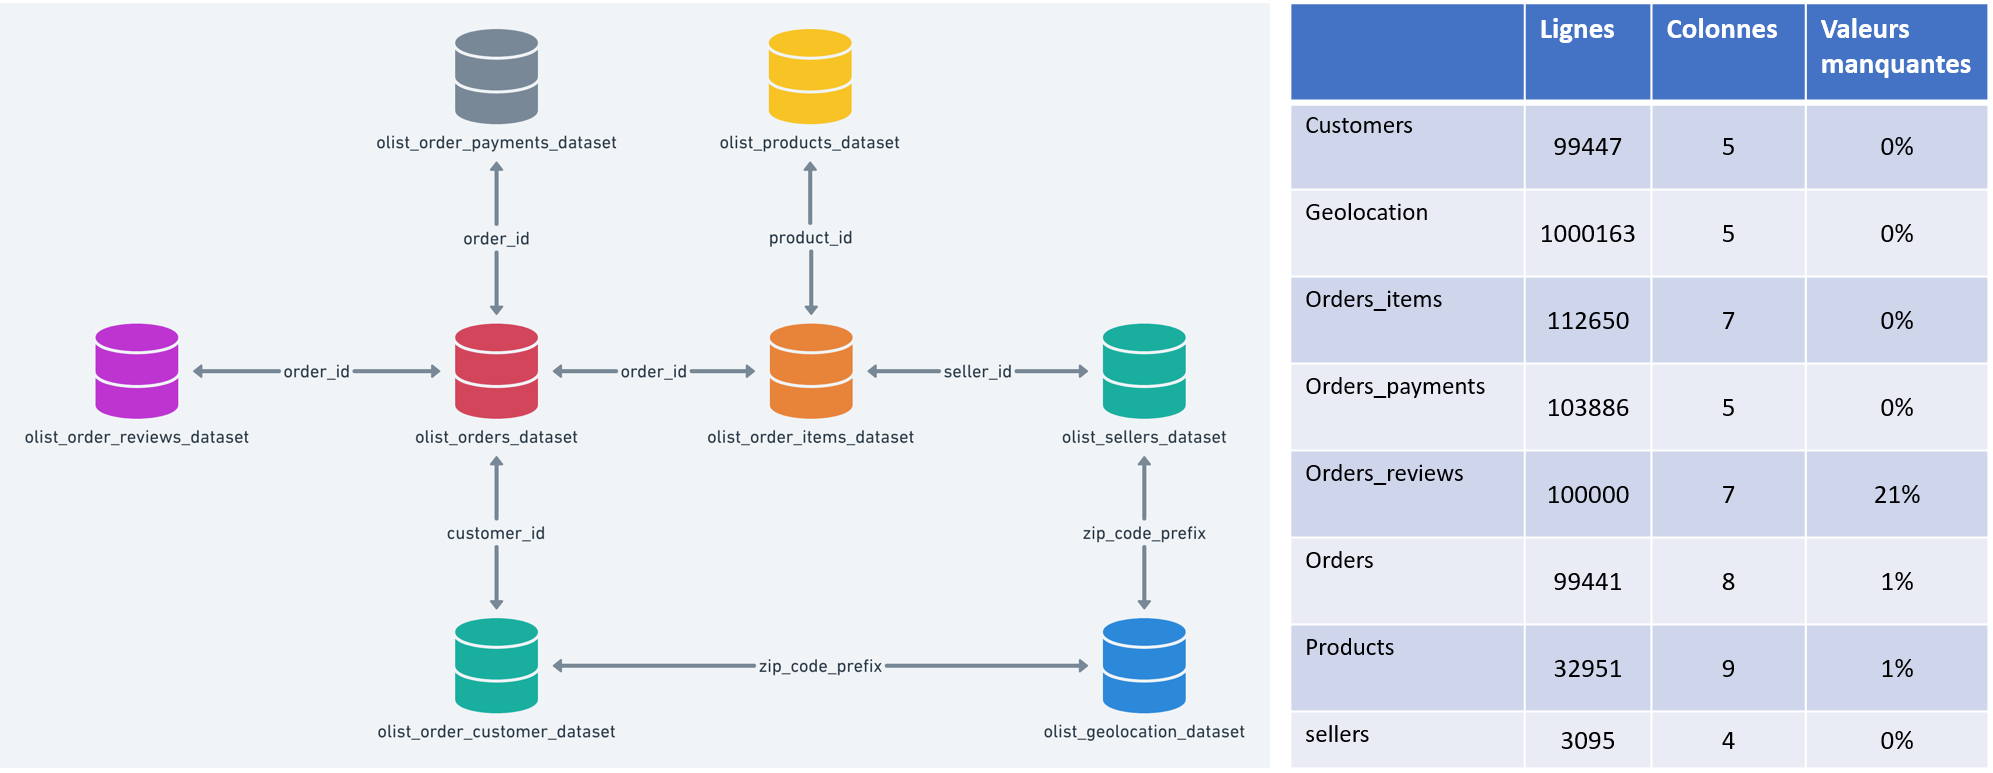 olist_order_payments_dataset
olist_products_dataset
order_id
product_id
order_id
order_id
seller_id
olist_order_reviews_dataset
olist_orders_dataset
olist_order_items_dataset
olist_sellers_dataset
customer_id
zip_code_prefix
zip_code_prefix
olist_order_customer_dataset
olist_geolocation_dataset
Lignes Colonnes Valeurs
manquantes
Customers 99447 5 0%
Geolocation 1000163 5 0%
Orders_items 112650 7 0%
Orders_payments 103886 5 0%
Orders_reviews 100000 7 21%
Orders 99441 8 1%
Products 32951 9 1%
sellers 3095 4 0%